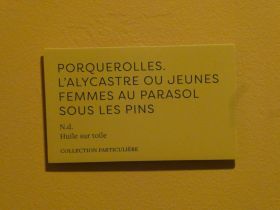 PORQUEROLLES.
L'ALYCASTRE OU JEUNES
FEMMES AU PARASOL
SOUS LES PINS
N.d.
Huile sur toile
COLLECTION PARTICULIÈRE